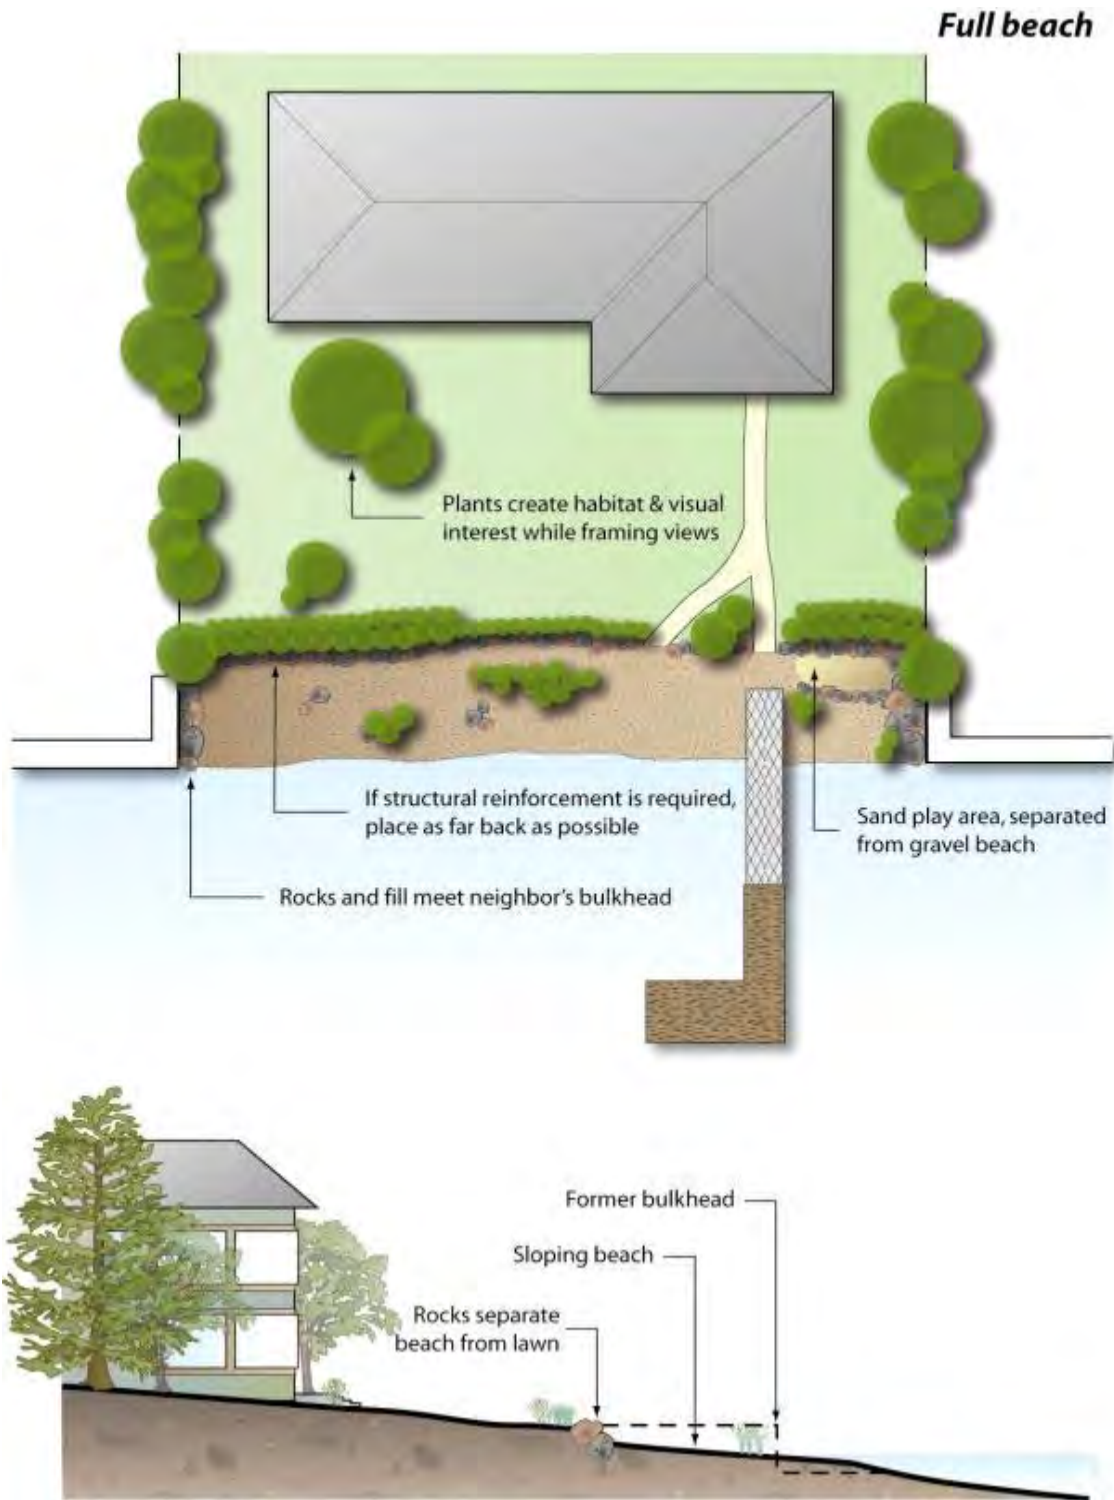 Full beach
Plants create habitat & visual
interest while framing views
If structural reinforcement is required,
place as far back as possible
Sand play area, separated
from gravel beach
Rocks and fill meet neighbor's bulkhead
Former bulkhead
Sloping beach
Rocks separate
beach from lawn